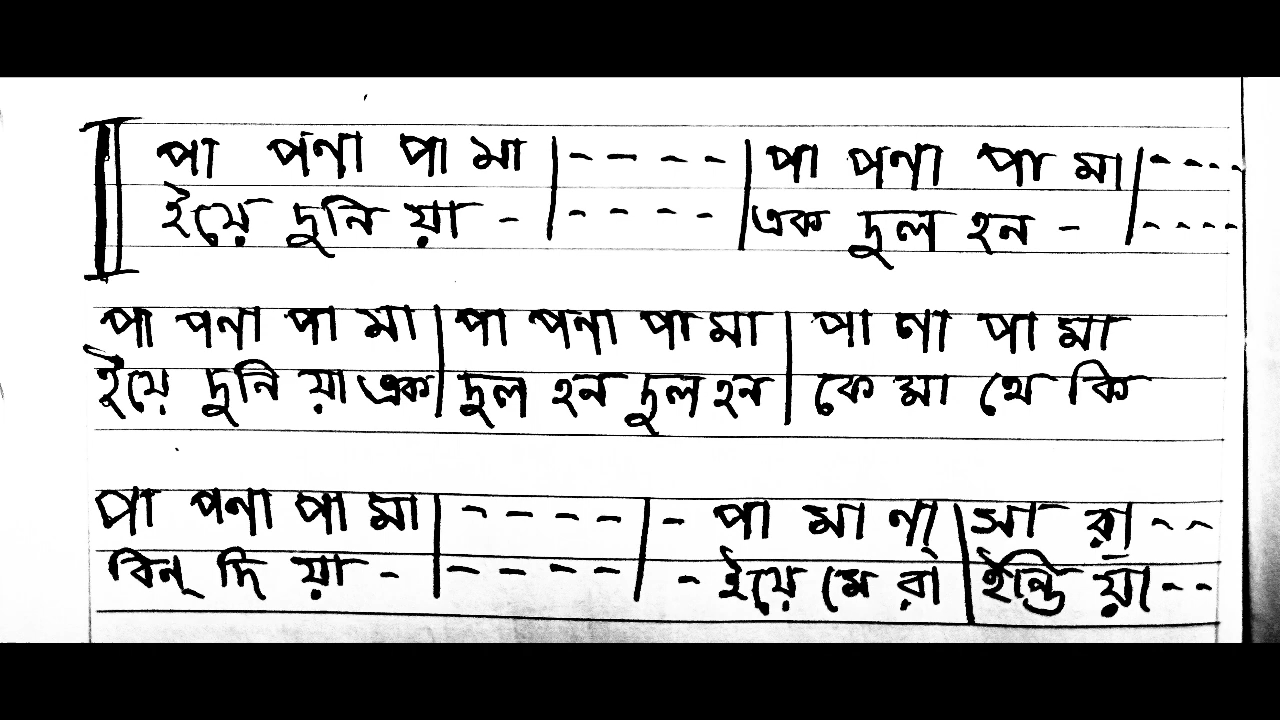 পা পনা পা মা | - - - - | পা পনা পা মা | - - - -
ইয়ে দুনি য়া - | - - - - | এক দুল হন - | - - - -
পা পনা পা মা | পা পনা পা মা | পা ণা পা মা
ইয়ে দুনি য়া এক | দুল হন দুল হন | কে মা থে কি
পা পনা পা মা | - - - - | - পা মা ণা্ | সা রা - -
বিন্ দি য়া - | - - - - | - ইয়ে মে রা | ইন্ডি য়া - -